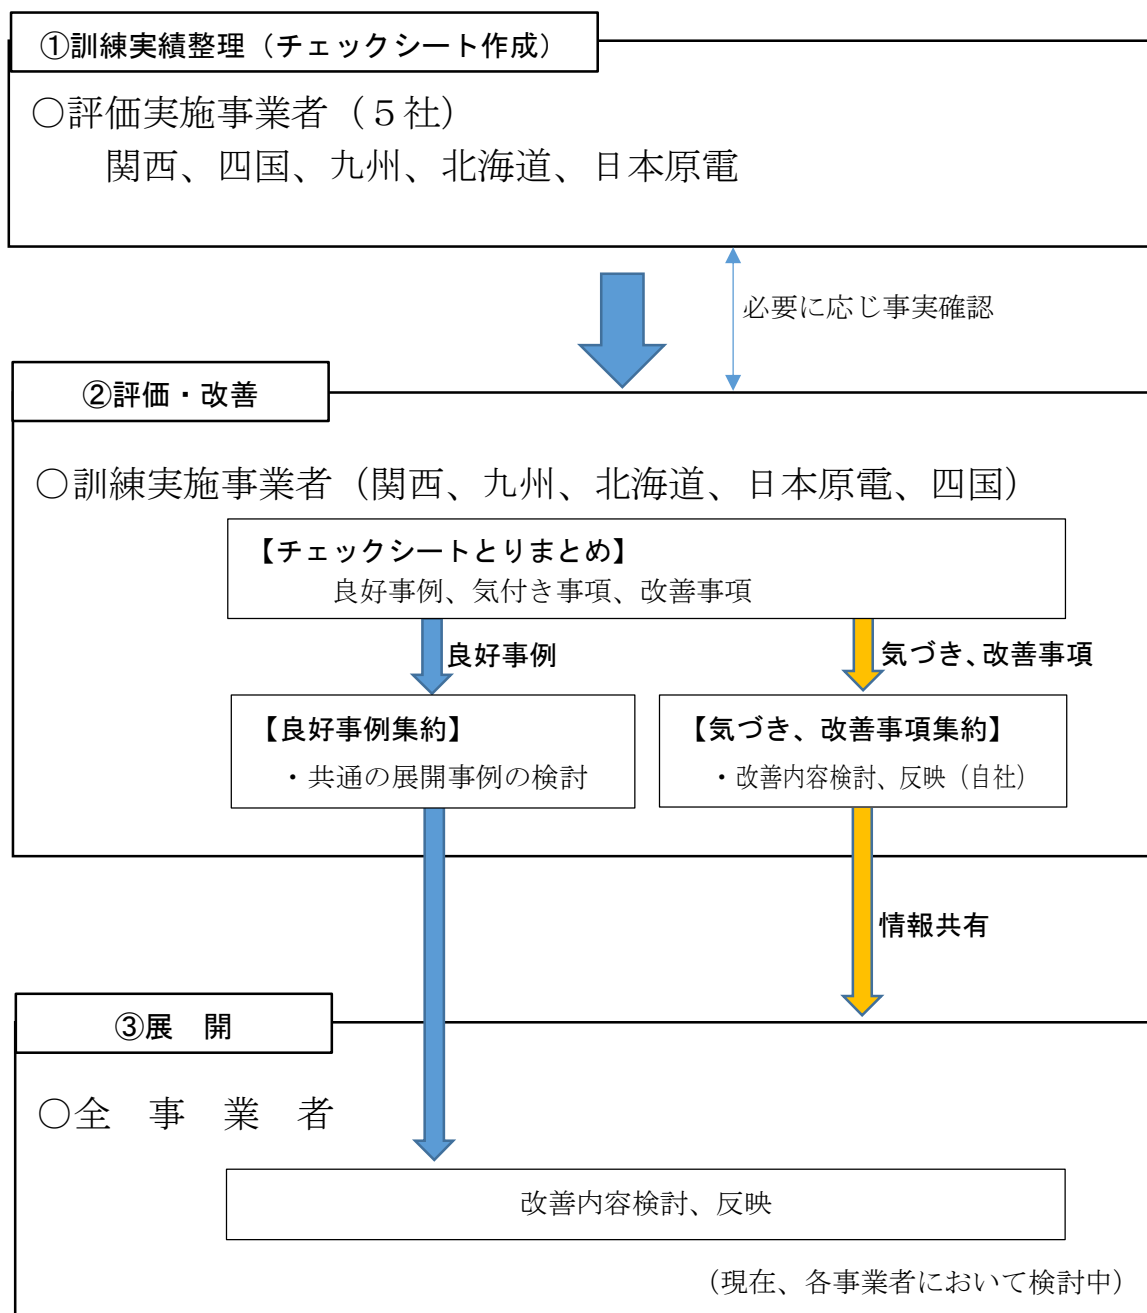 ①訓練実績整理（チェックシート作成）
○評価実施事業者（５社）
関西、四国、九州、北海道、日本原電
必要に応じ事実確認
②評価・改善
○訓練実施事業者（関西、九州、北海道、日本原電、四国）
【チェックシートとりまとめ】
良好事例、気付き事項、改善事項
良好事例
気づき、改善事項
【良好事例集約】
・共通の展開事例の検討
【気づき、改善事項集約】
・改善内容検討、反映（自社）
情報共有
③展　開
○全　事　業　者
改善内容検討、反映
（現在、各事業者において検討中）